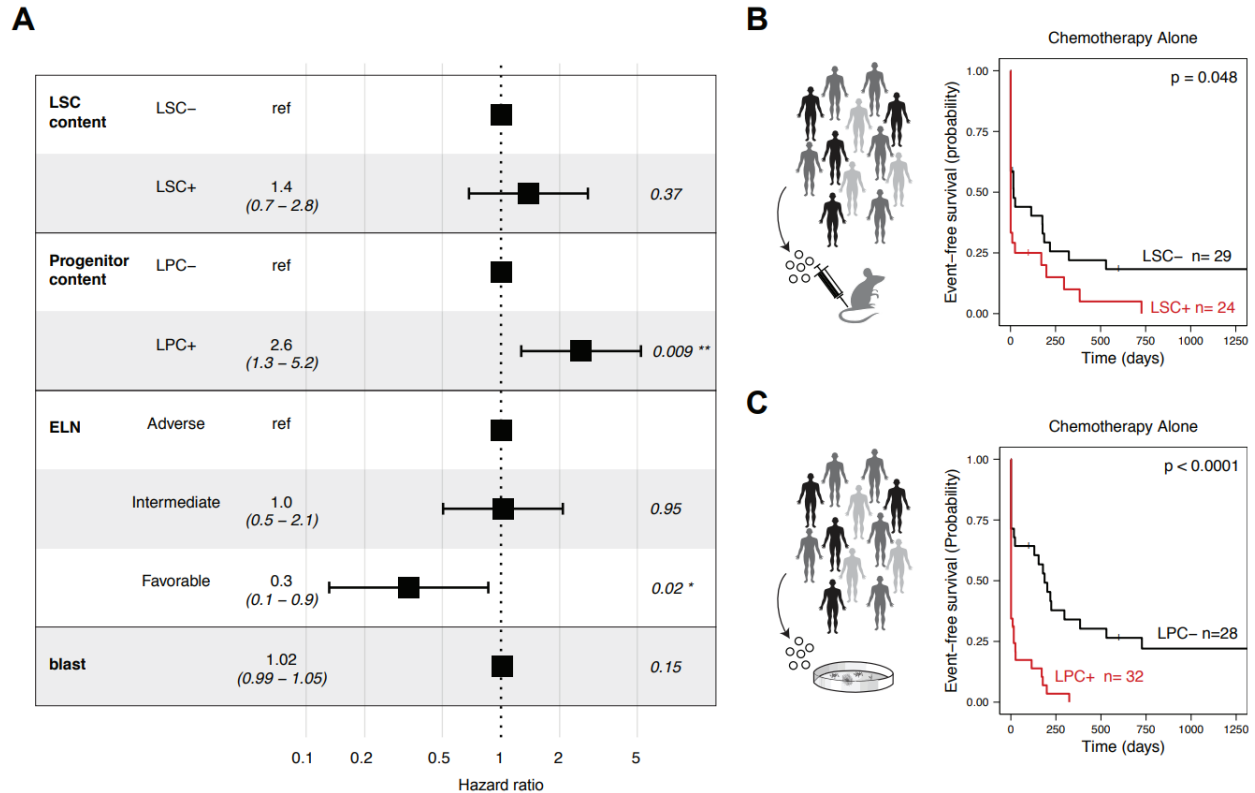 A
LSC
content
LSC−
ref
LSC+
1.4
(0.7 − 2.8)
0.37
Progenitor
content
LPC−
ref
LPC+
2.6
(1.3 − 5.2)
0.009 **
ELN
Adverse
ref
Intermediate
1.0
(0.5 − 2.1)
0.95
Favorable
0.3
(0.1 − 0.9)
0.02 *
blast
1.02
(0.99 − 1.05)
0.15
0.1 0.2 0.5 1 2 5
Hazard ratio
B
Chemotherapy Alone
p = 0.048
Event−free survival (probability)
1.00
0.75
0.50
0.25
0.00
LSC− n= 29
LSC+ n= 24
0 250 500 750 1000 1250
Time (days)
C
Chemotherapy Alone
p < 0.0001
Event−free survival (Probability)
1.00
0.75
0.50
0.25
0.00
LPC− n=28
LPC+ n= 32
0 250 500 750 1000 1250
Time (days)